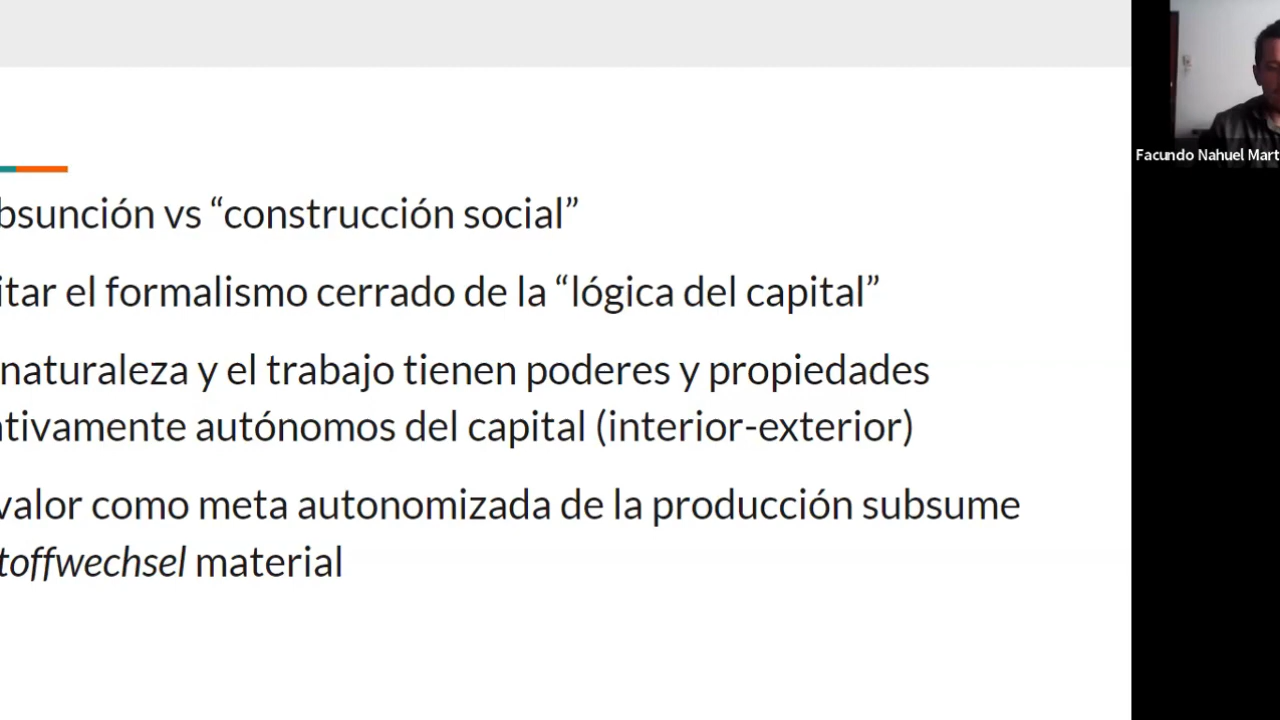 bsunción vs “construcción social”
itar el formalismo cerrado de la “lógica del capital”
naturaleza y el trabajo tienen poderes y propiedades
ativamente autónomos del capital (interior-exterior)
valor como meta autonomizada de la producción subsume
toffwechsel material
Facundo Nahuel Mart